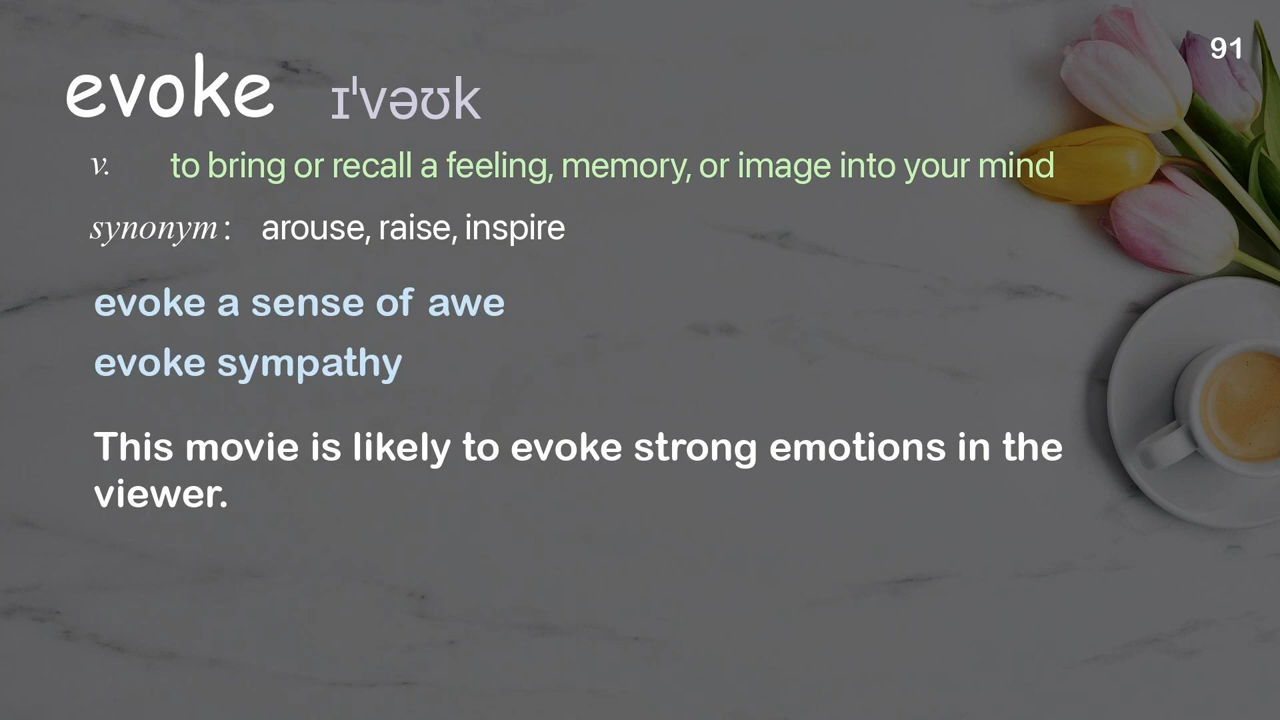 91
evoke ɪˈvəʊk
v. to bring or recall a feeling, memory, or image into your mind
synonym : arouse, raise, inspire
evoke a sense of awe
evoke sympathy
This movie is likely to evoke strong emotions in the
viewer.